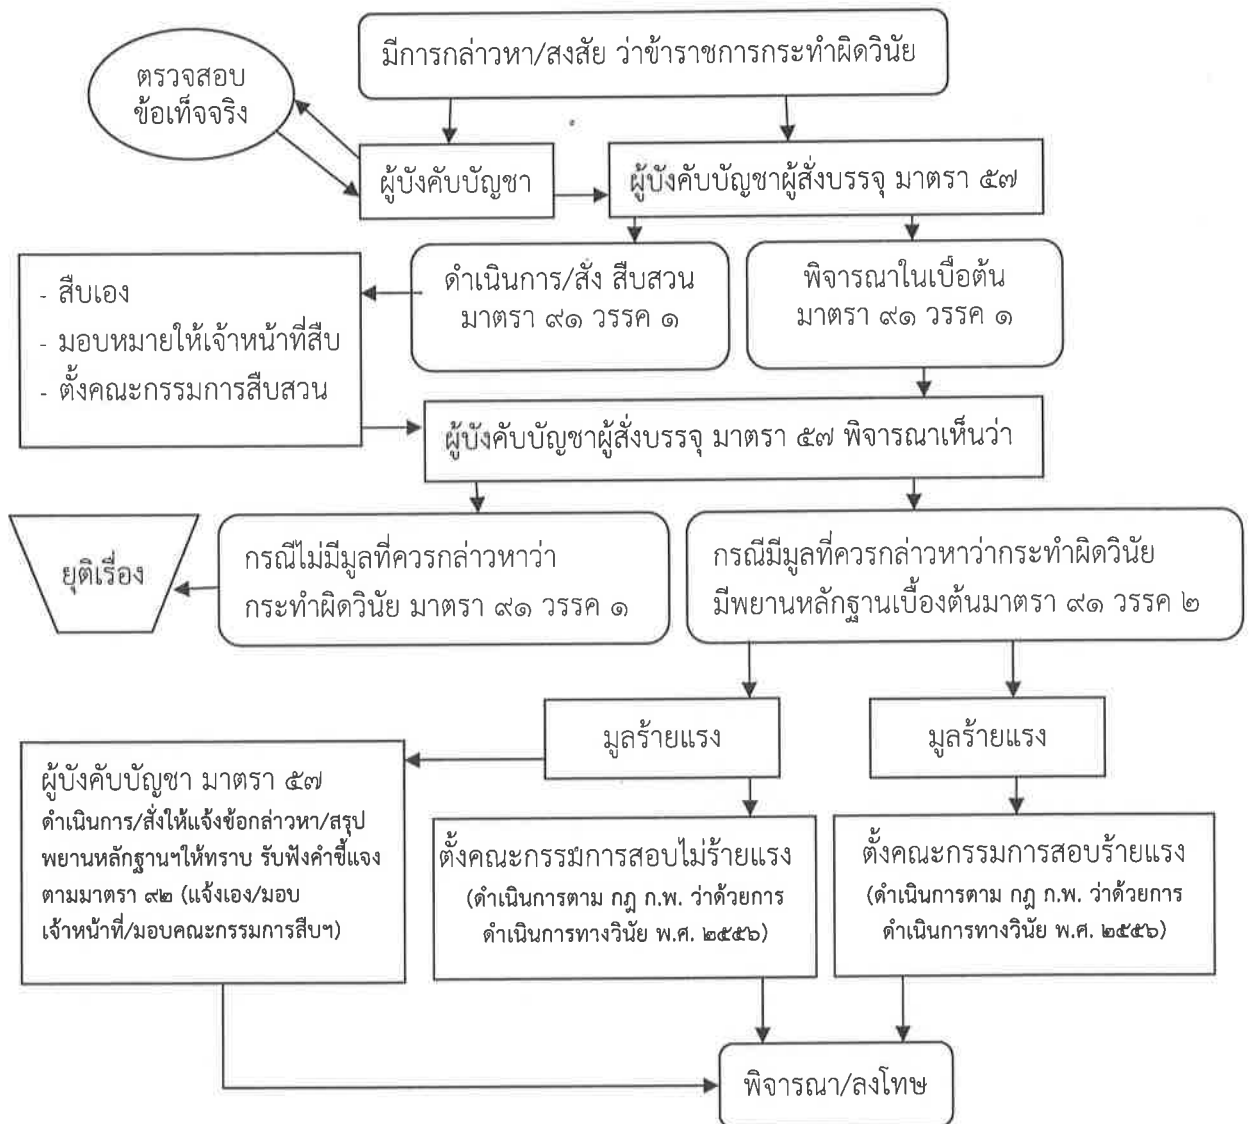 มีการกล่าวหา/สงสัย ว่าข้าราชการกระทำผิดวินัย
ตรวจสอบ
ข้อเท็จจริง
ผู้บังคับบัญชา
ผู้บังคับบัญชาผู้สั่งบรรจุ มาตรา ๕๗
ดำเนินการ/สั่ง สืบสวน
มาตรา ๙๑ วรรค ๑
พิจารณาในเบื่อต้น
มาตรา ๙๑ วรรค ๑
- สืบเอง
- มอบหมายให้เจ้าหน้าที่สืบ
- ตั้งคณะกรรมการสืบสวน
ผู้บังคับบัญชาผู้สั่งบรรจุ มาตรา ๕๗ พิจารณาเห็นว่า
ยุติเรื่อง
กรณีไม่มีมูลที่ควรกล่าวหาว่า
กระทำผิดวินัย มาตรา ๙๑ วรรค ๑
กรณีมีมูลที่ควรกล่าวหาว่ากระทำผิดวินัย
มีพยานหลักฐานเบื้องต้นมาตรา ๙๑ วรรค ๒
มูลร้ายแรง
มูลร้ายแรง
ผู้บังคับบัญชา มาตรา ๕๗
ดำเนินการ/สั่งให้แจ้งข้อกล่าวหา/สรุป
พยานหลักฐานฯให้ทราบ รับฟังคำชี้แจง
ตามมาตรา ๙๒ (แจ้งเอง/มอบ
เจ้าหน้าที่/มอบคณะกรรมการสืบฯ)
ตั้งคณะกรรมการสอบไม่ร้ายแรง
(ดำเนินการตาม กฎ ก.พ. ว่าด้วยการ
ดำเนินการทางวินัย พ.ศ. ๒๕๕๖)
ตั้งคณะกรรมการสอบร้ายแรง
(ดำเนินการตาม กฎ ก.พ. ว่าด้วยการ
ดำเนินการทางวินัย พ.ศ. ๒๕๕๖)
พิจารณา/ลงโทษ